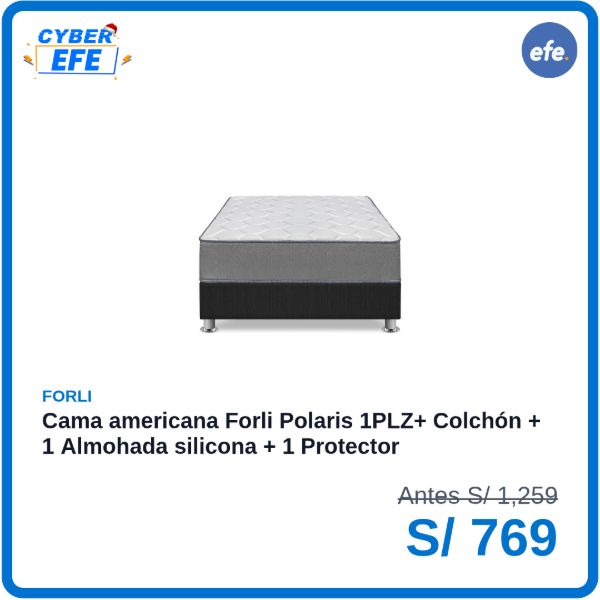 CYBER
EFE
efe.
FORLI
Cama americana Forli Polaris 1PLZ+ Colchón +
1 Almohada silicona + 1 Protector
Antes S/ 1,259
S/ 769